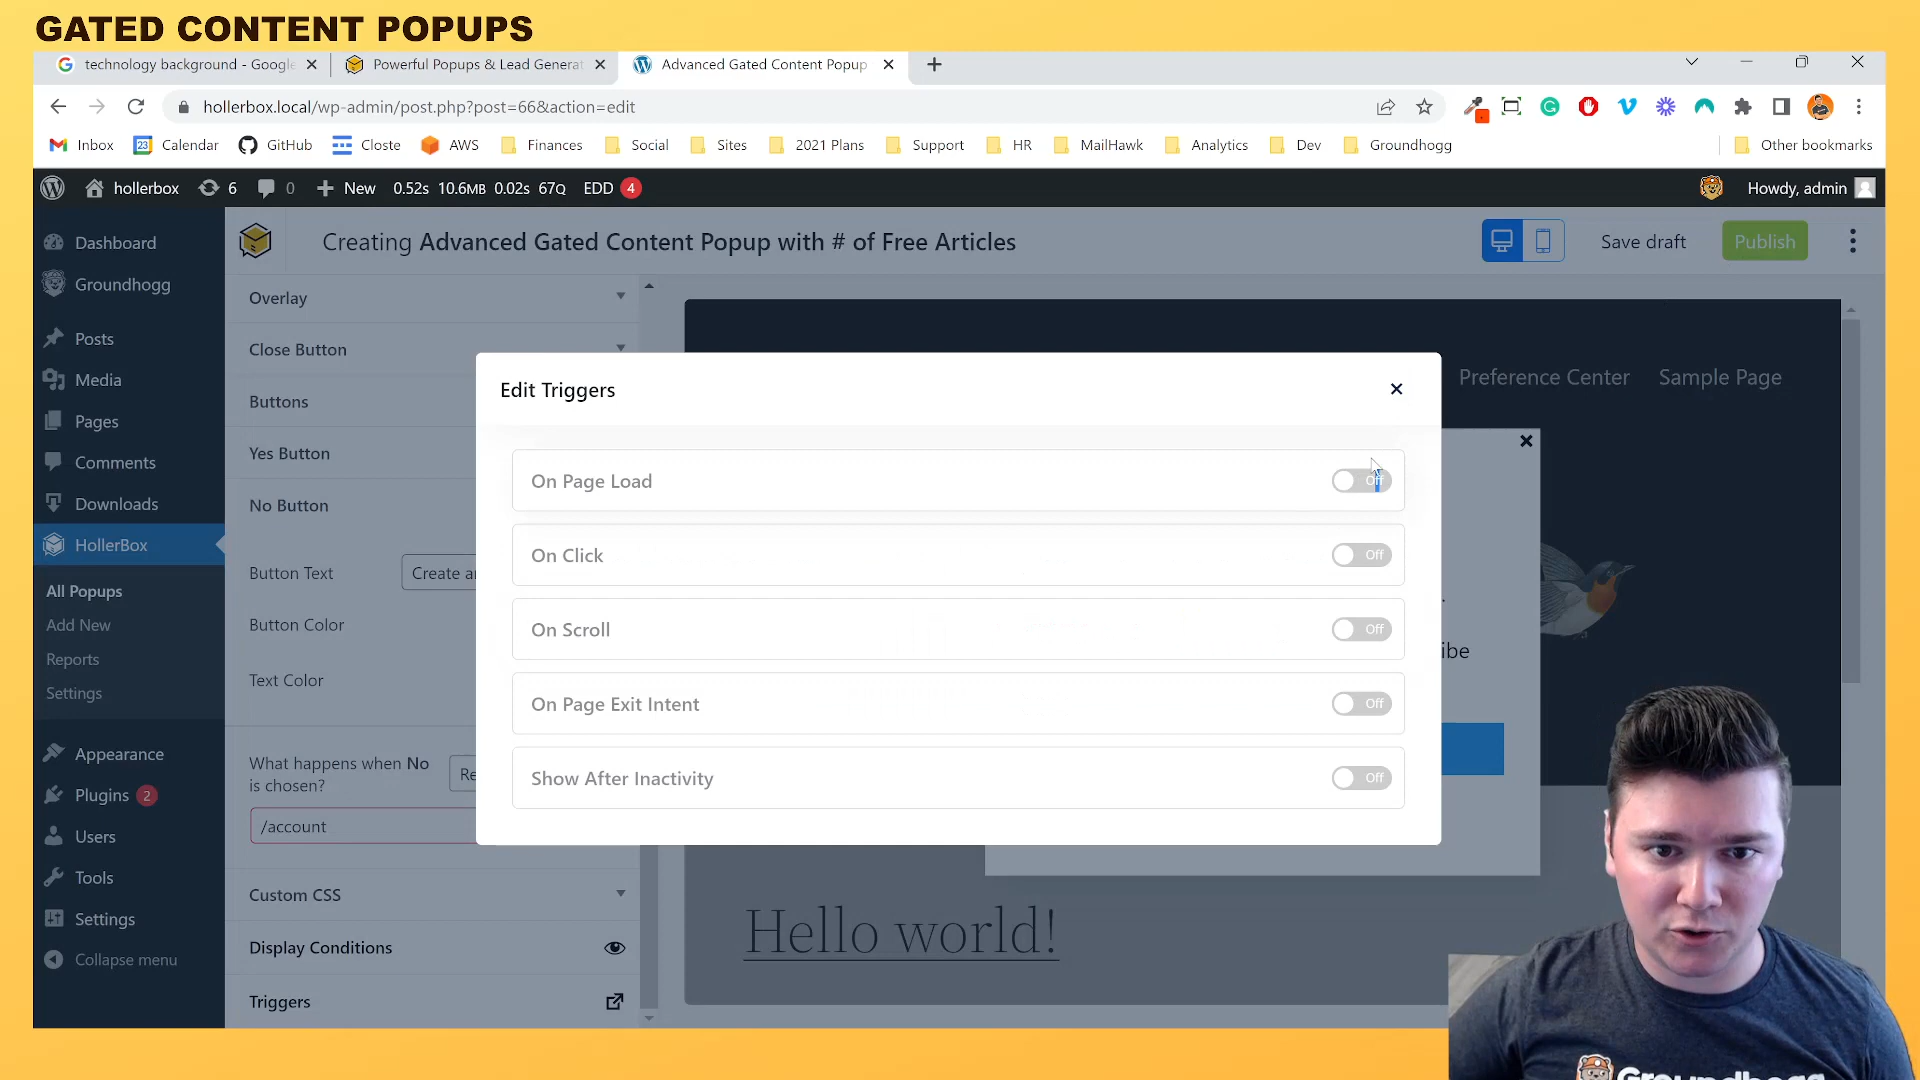 GATED CONTENT POPUPS
technology background - Google
Powerful Popups & Lead Generat
Advanced Gated Content Popup
hollerbox.local/wp-admin/post.php?post=66&action=edit
Inbox
23 Calendar
GitHub
Closte
AWS
Finances
Social
Sites
2021 Plans
Support
HR
MailHawk
Analytics
Dev
Groundhogg
Other bookmarks
hollerbox
6
0
New
0.52s 10.6MB 0.02s 67Q
EDD 4
Howdy, admin
Dashboard
Groundhogg
Posts
Media
Pages
Comments
Downloads
HollerBox
All Popups
Add New
Reports
Settings
Appearance
Plugins 2
Users
Tools
Settings
Collapse menu
Creating Advanced Gated Content Popup with # of Free Articles
Save draft
Publish
Overlay
Close Button
Buttons
Yes Button
No Button
Button Text
Create an
Button Color
Text Color
What happens when No
is chosen?
Re
/account
Custom CSS
Display Conditions
Triggers
Edit Triggers
On Page Load Off
On Click Off
On Scroll Off
On Page Exit Intent Off
Show After Inactivity Off
Preference Center
Sample Page
ibe
Hello world!
Groundhogg